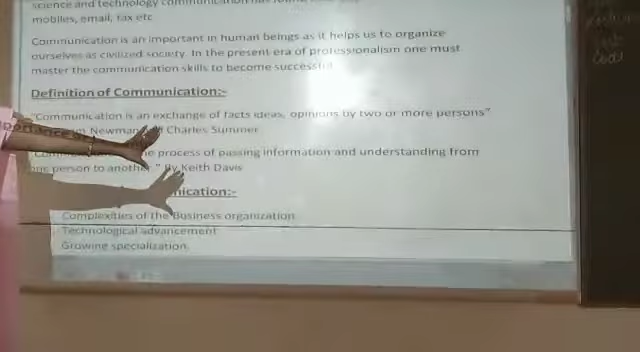 science and technology communication has
mobiles, email, fax etc
Communication is an important in human beings as it helps us to organize
ourselves as civilized society. In the present era of professionalism one must
master the communication skills to become successful
Definition of Communication:-
"Communication is an exchange of facts ideas, opinions by two or more persons"
Newman Charles Summer
process of passing information and understanding from
one person to another." By Keith Davis
nication:-
Complexities of the Business organization
Technological advancement
Growing specialization